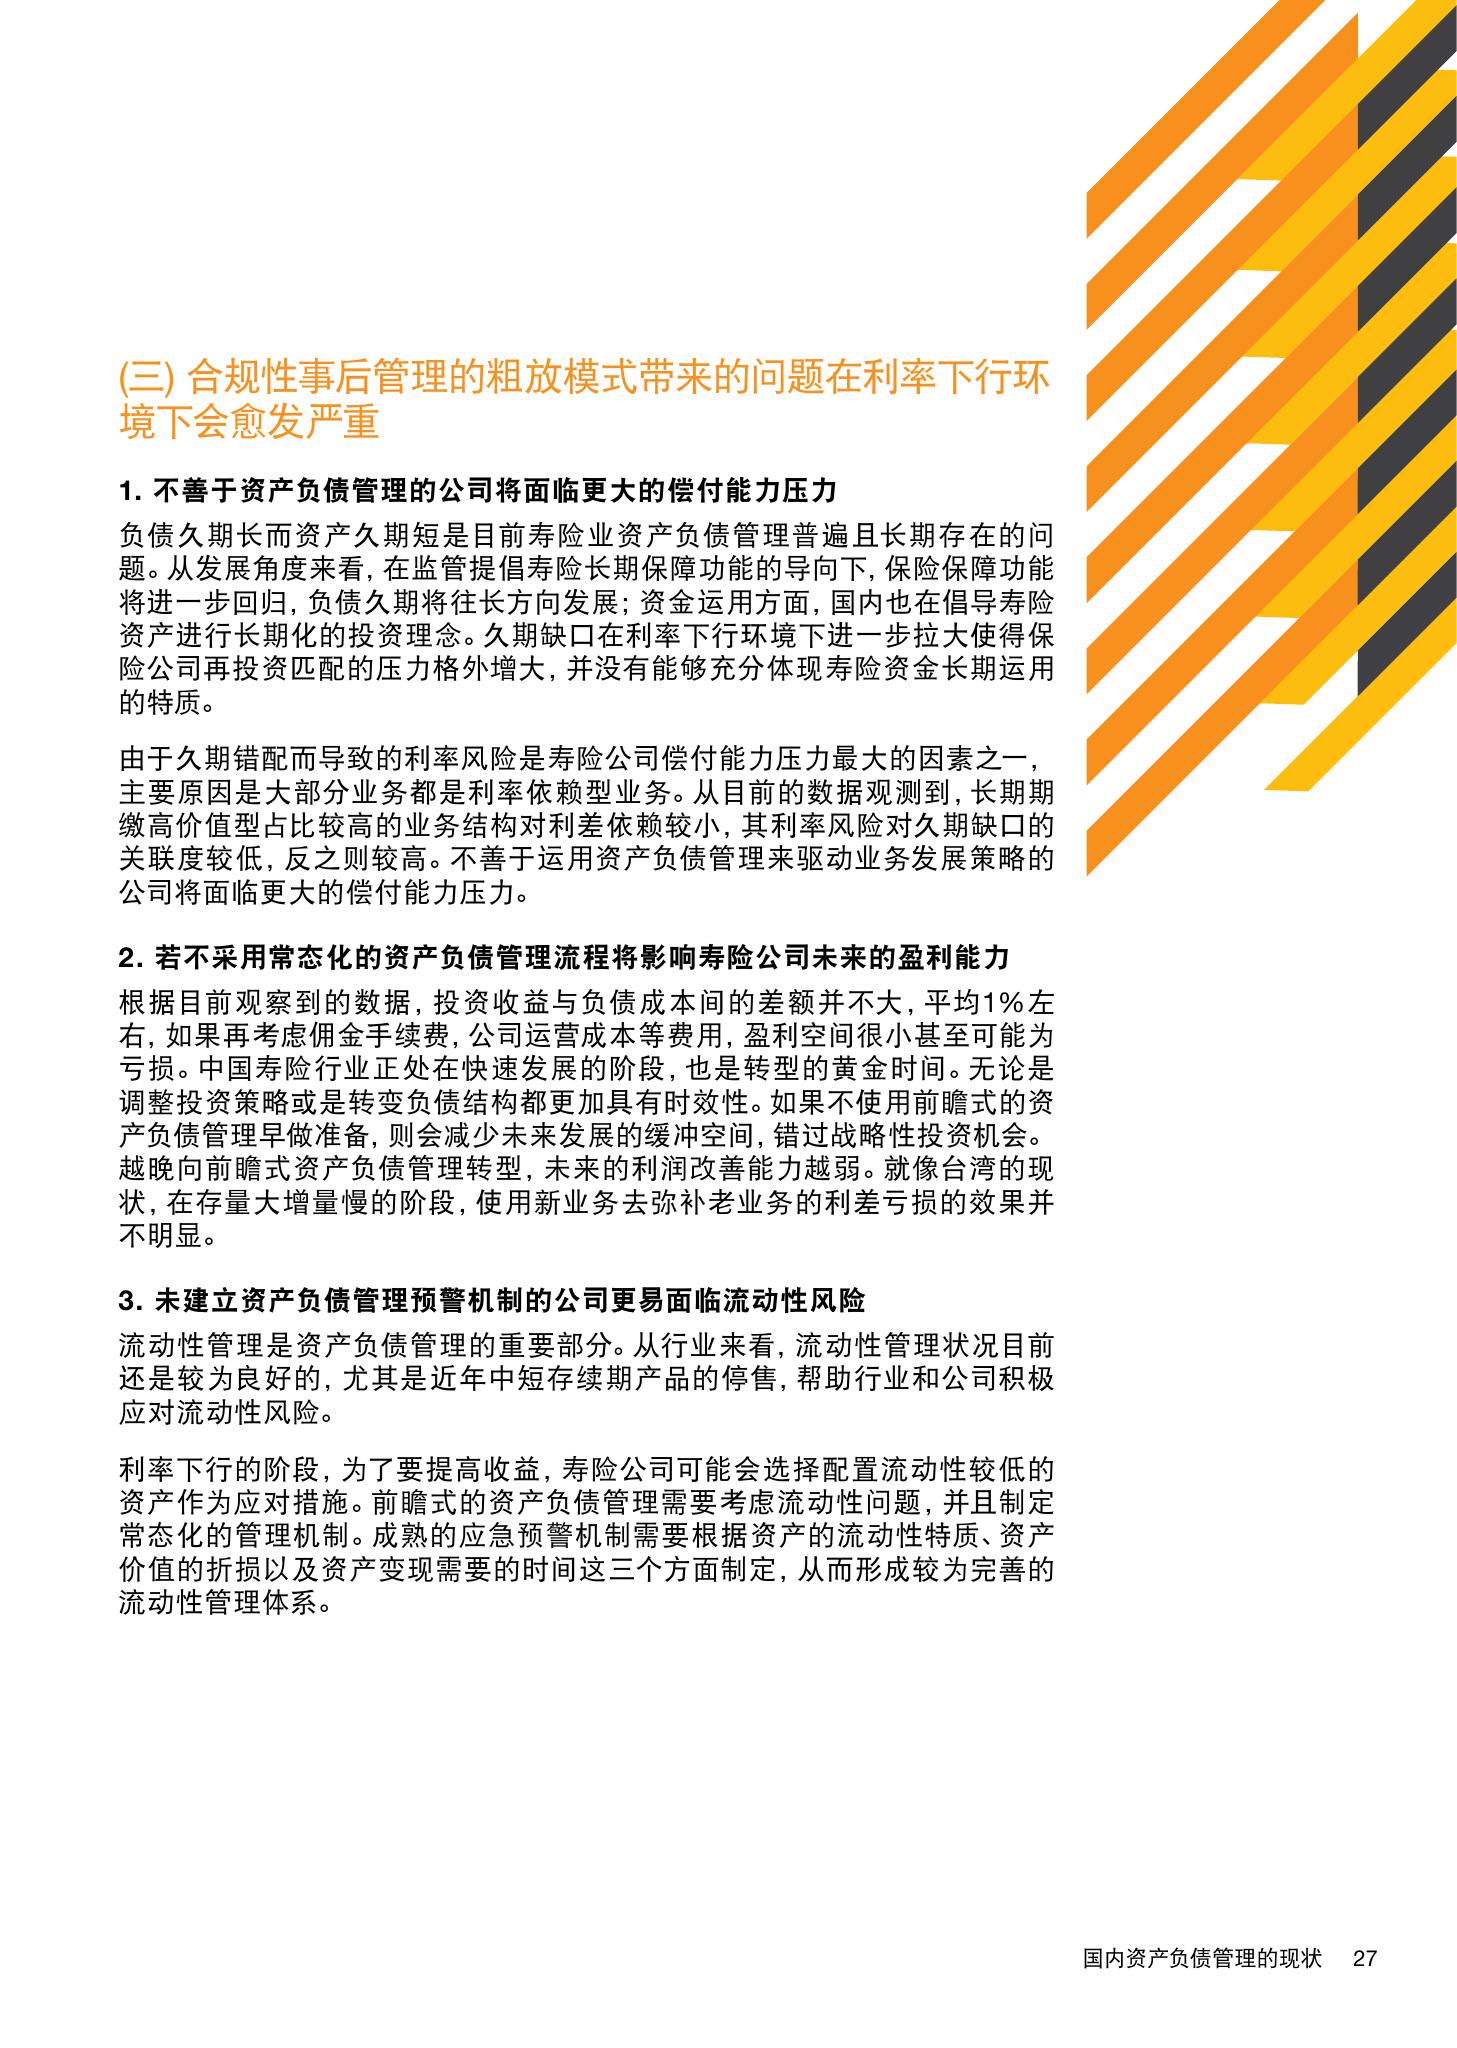 (三) 合规性事后管理的粗放模式带来的问题在利率下行环
境下会愈发严重
1. 不善于资产负债管理的公司将面临更大的偿付能力压力
负债久期长而资产久期短是目前寿险业资产负债管理普遍且长期存在的问
题。从发展角度来看, 在监管提倡寿险长期保障功能的导向下, 保险保障功能
将进一步回归, 负债久期将往长方向发展; 资金运用方面, 国内也在倡导寿险
资产进行长期化的投资理念。久期缺口在利率下行环境下进一步拉大使得保
险公司再投资匹配的压力格外增大, 并没有能够充分体现寿险资金长期运用
的特质。
由于久期错配而导致的利率风险是寿险公司偿付能力压力最大的因素之一,
主要原因是大部分业务都是利率依赖型业务。从目前的数据观测到, 长期期
缴高价值型占比较高的业务结构对利差依赖较小, 其利率风险对久期缺口的
关联度较低, 反之则较高。不善于运用资产负债管理来驱动业务发展策略的
公司将面临更大的偿付能力压力。
2. 若不采用常态化的资产负债管理流程将影响寿险公司未来的盈利能力
根据目前观察到的数据, 投资收益与负债成本间的差额并不大, 平均1%左
右, 如果再考虑佣金手续费, 公司运营成本等费用, 盈利空间很小甚至可能为
亏损。中国寿险行业正处在快速发展的阶段, 也是转型的黄金时间。无论是
调整投资策略或是转变负债结构都更加具有时效性。如果不使用前瞻式的资
产负债管理早做准备, 则会减少未来发展的缓冲空间, 错过战略性投资机会。
越晚向前瞻式资产负债管理转型, 未来的利润改善能力越弱。就像台湾的现
状, 在存量大增量慢的阶段, 使用新业务去弥补老业务的利差亏损的效果并
不明显。
3. 未建立资产负债管理预警机制的公司更易面临流动性风险
流动性管理是资产负债管理的重要部分。从行业来看, 流动性管理状况目前
还是较为良好的, 尤其是近年中短存续期产品的停售, 帮助行业和公司积极
应对流动性风险。
利率下行的阶段, 为了要提高收益, 寿险公司可能会选择配置流动性较低的
资产作为应对措施。前瞻式的资产负债管理需要考虑流动性问题, 并且制定
常态化的管理机制。成熟的应急预警机制需要根据资产的流动性特质、资产
价值的折损以及资产变现需要的时间这三个方面制定, 从而形成较为完善的
流动性管理体系。
国内资产负债管理的现状 27